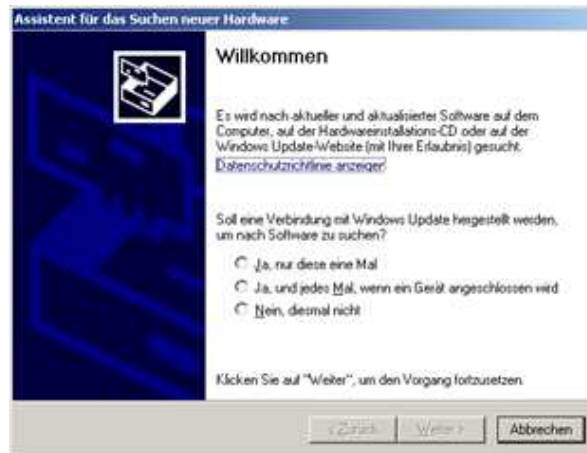 Assistent für das Suchen neuer Hardware
Willkommen
Es wird nach aktueller und aktualisierter Software auf dem
Computer, auf der Hardwareinstallations-CD oder auf der
Windows Update-Website (mit Ihrer Erlaubnis) gesucht.
Datenschutzrichtlinie anzeigen
Soll eine Verbindung mit Windows Update hergestellt werden,
um nach Software zu suchen?
Ja, nur diese eine Mal
Ja, und jedes Mal, wenn ein Gerät angeschlossen wird
Nein, diesmal nicht
Klicken Sie auf "Weiter", um den Vorgang fortzusetzen.
< Zurück Weiter > Abbrechen